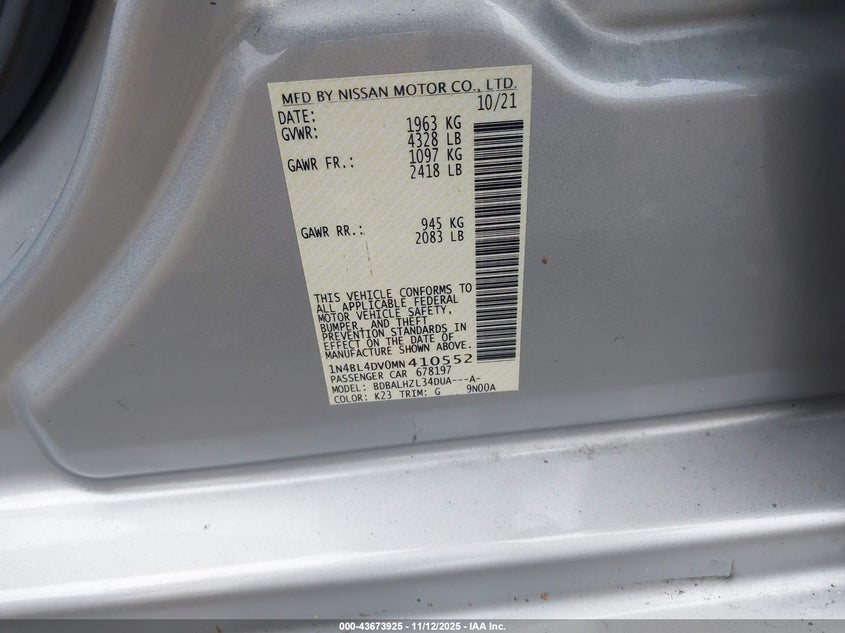 MFD BY NISSAN MOTOR CO., LTD.
DATE: 10/21
GVWR: 1963 KG
4328 LB
GAWR FR.: 1097 KG
2418 LB
GAWR RR.: 945 KG
2083 LB
THIS VEHICLE CONFORMS TO
ALL APPLICABLE FEDERAL
MOTOR VEHICLE SAFETY,
BUMPER, AND THEFT
PREVENTION STANDARDS IN
EFFECT ON THE DATE OF
MANUFACTURE SHOWN ABOVE.
1N4BL4DV0MN410552
PASSENGER CAR 678197
MODEL: BDBALHZL34DUA---A-
COLOR: K23 TRIM: G 9N00A
000-43673925 - 11/12/2025 - IAA Inc.